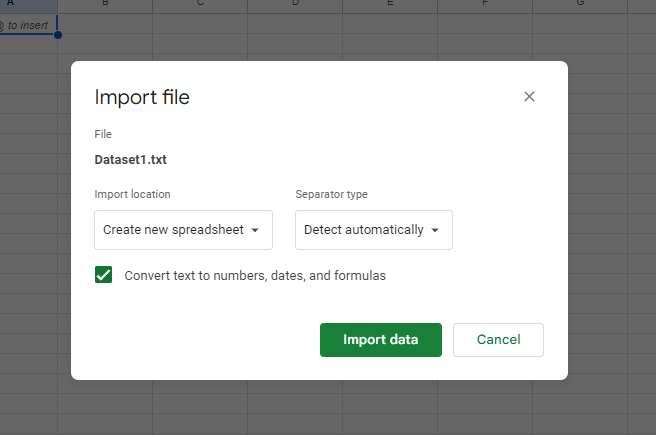 A B C D E F G
@ to insert
Import file
File
Dataset1.txt
Import location Separator type
Create new spreadsheet Detect automatically
Convert text to numbers, dates, and formulas
Import data Cancel